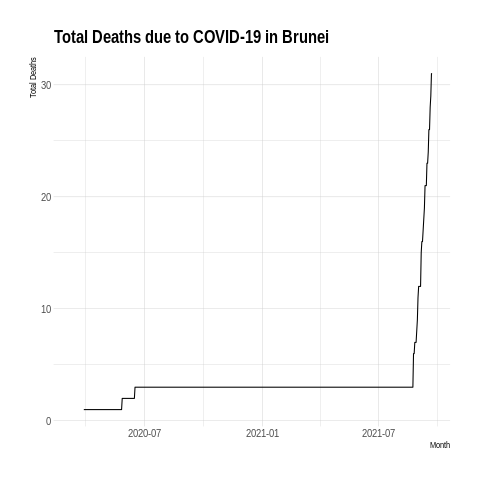 Total Deaths due to COVID-19 in Brunei
Total Deaths
30
20
10
0
2020-07
2021-01
2021-07
Month